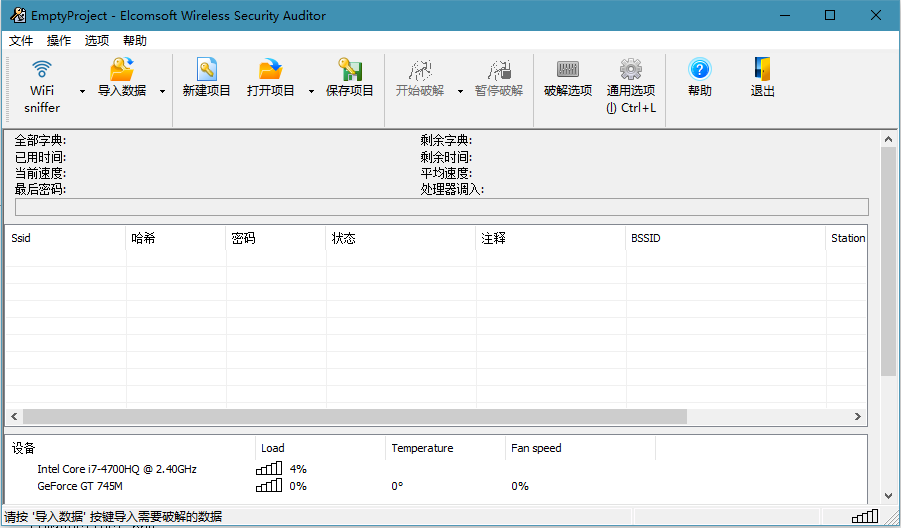 EmptyProject - Elcomsoft Wireless Security Auditor
文件 操作 选项 帮助
WiFi sniffer 导入数据 新建项目 打开项目 保存项目 开始破解 暂停破解 破解选项 通用选项(I) Ctrl+L 帮助 退出
全部字典: 剩余字典:
已用时间: 剩余时间:
当前速度: 平均速度:
最后密码: 处理器调入:
Ssid 哈希 密码 状态 注释 BSSID Station
设备 Load Temperature Fan speed
Intel Core i7-4700HQ @ 2.40GHz 4%
GeForce GT 745M 0% 0° 0%
请按 '导入数据' 按键导入需要破解的数据